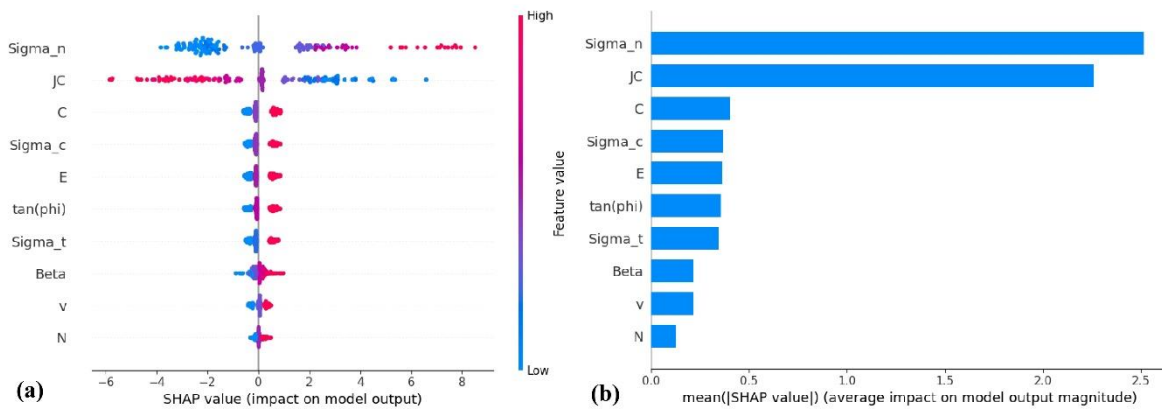 High
Sigma_n
JC
C
Sigma_c
E
tan(phi)
Sigma_t
Beta
v
N
Feature value
Low
−6 −4 −2 0 2 4 6 8
SHAP value (impact on model output)
(a)
Sigma_n
JC
C
Sigma_c
E
tan(phi)
Sigma_t
Beta
v
N
0.0 0.5 1.0 1.5 2.0 2.5
mean(|SHAP value|) (average impact on model output magnitude)
(b)